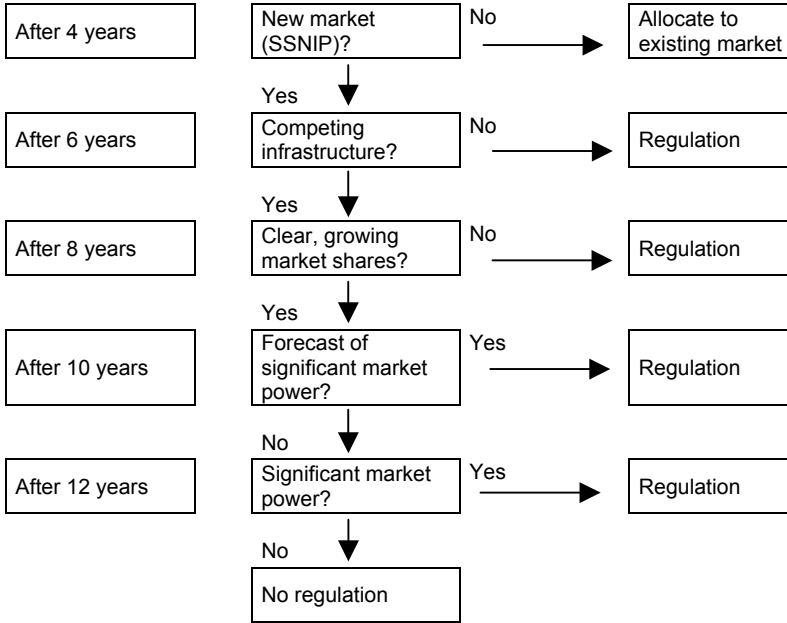 After 4 years
New market
(SSNIP)?
No
Allocate to
existing market
Yes
After 6 years
Competing
infrastructure?
No
Regulation
Yes
After 8 years
Clear, growing
market shares?
No
Regulation
Yes
After 10 years
Forecast of
significant market
power?
Yes
Regulation
No
After 12 years
Significant market
power?
Yes
Regulation
No
No regulation